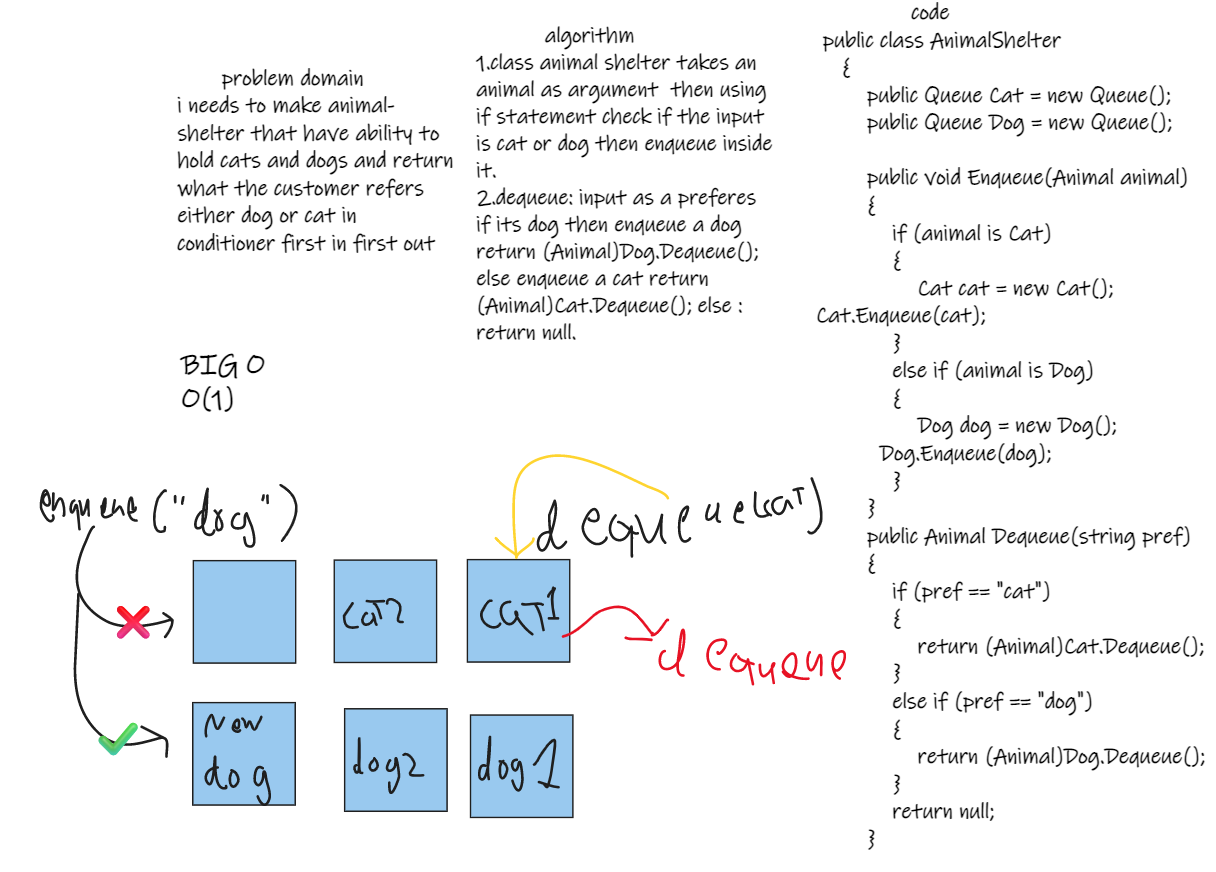 problem domain
i needs to make animal-
shelter that have ability to
hold cats and dogs and return
what the customer refers
either dog or cat in
conditioner first in first out
BIG O
O(1)
algorithm
1.class animal shelter takes an
animal as argument then using
if statement check if the input
is cat or dog then enqueue inside
it.
2.dequeue: input as a preferes
if its dog then enqueue a dog
return (Animal)Dog.Dequeue();
else enqueue a cat return
(Animal)Cat.Dequeue(); else :
return null.
code
public class AnimalShelter
{
public Queue Cat = new Queue();
public Queue Dog = new Queue();
public void Enqueue(Animal animal)
{
if (animal is Cat)
{
Cat cat = new Cat();
Cat.Enqueue(cat);
}
else if (animal is Dog)
{
Dog dog = new Dog();
Dog.Enqueue(dog);
}
}
public Animal Dequeue(string pref)
{
if (pref == "cat")
{
return (Animal)Cat.Dequeue();
}
else if (pref == "dog")
{
return (Animal)Dog.Dequeue();
}
return null;
}
enqueue ("dog")
dequeue(cat)
cat2
CAT1
dequeue
New
dog
dog2
dog1